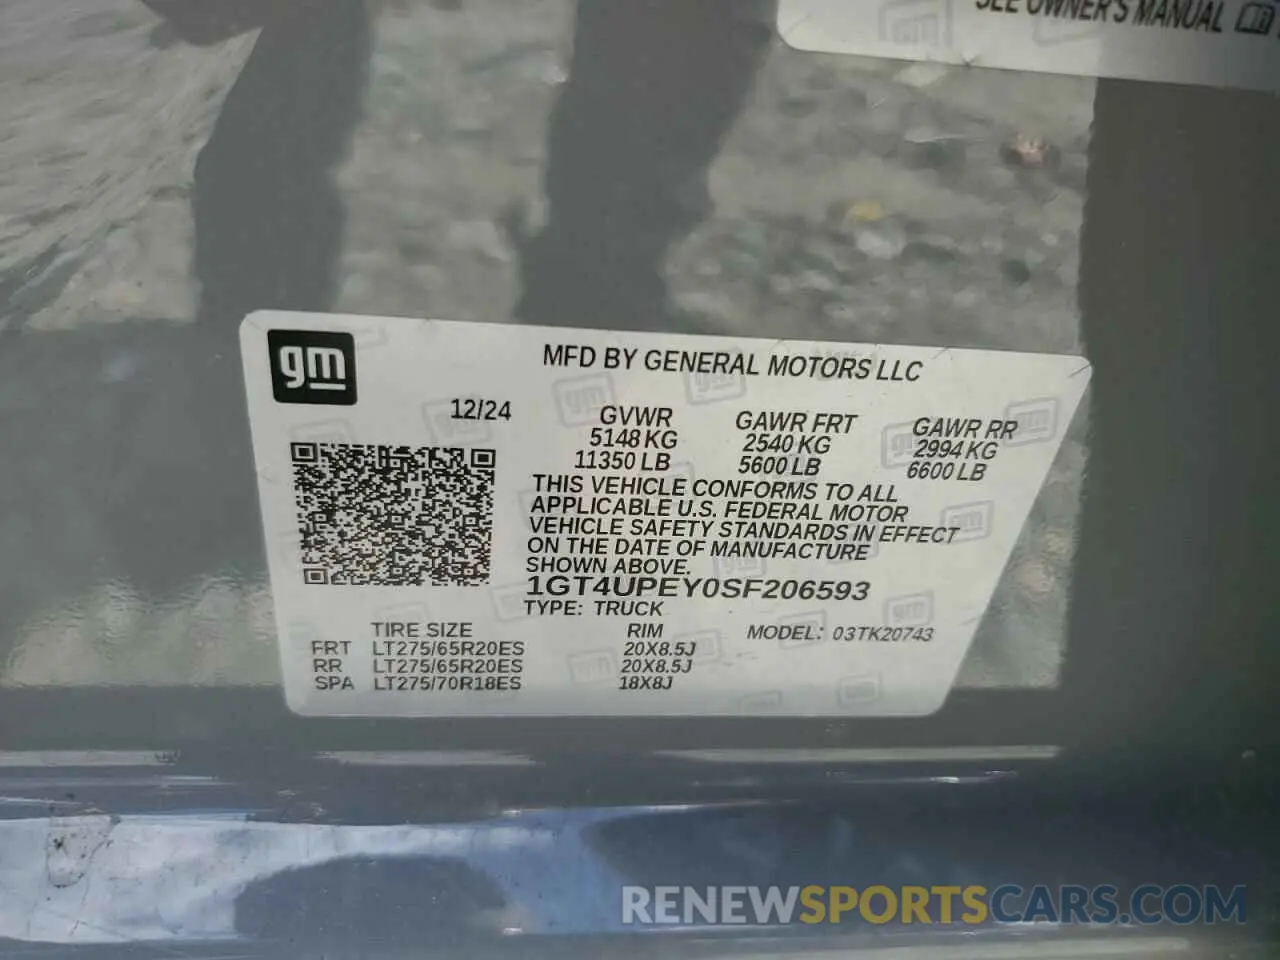 SEE OWNER'S MANUAL
gm
MFD BY GENERAL MOTORS LLC
12/24
GVWR GAWR FRT GAWR RR
5148 KG 2540 KG 2994 KG
11350 LB 5600 LB 6600 LB
THIS VEHICLE CONFORMS TO ALL
APPLICABLE U.S. FEDERAL MOTOR
VEHICLE SAFETY STANDARDS IN EFFECT
ON THE DATE OF MANUFACTURE
SHOWN ABOVE.
1GT4UPEY0SF206593
TYPE: TRUCK
TIRE SIZE RIM MODEL: 03TK20743
FRT LT275/65R20ES 20X8.5J
RR LT275/65R20ES 20X8.5J
SPA LT275/70R18ES 18X8J
RENEWSPORTSCARS.COM